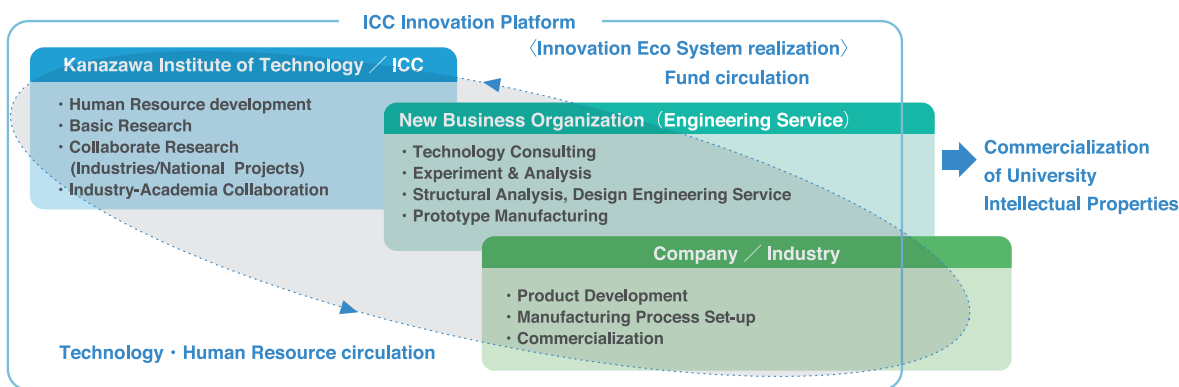 ICC Innovation Platform
〈Innovation Eco System realization〉
Fund circulation
Kanazawa Institute of Technology ／ ICC
・Human Resource development
・Basic Research
・Collaborate Research
(Industries/National Projects)
・Industry-Academia Collaboration
New Business Organization（Engineering Service）
・Technology Consulting
・Experiment & Analysis
・Structural Analysis, Design Engineering Service
・Prototype Manufacturing
Commercialization
of University
Intellectual Properties
Company ／ Industry
・Product Development
・Manufacturing Process Set-up
・Commercialization
Technology・Human Resource circulation